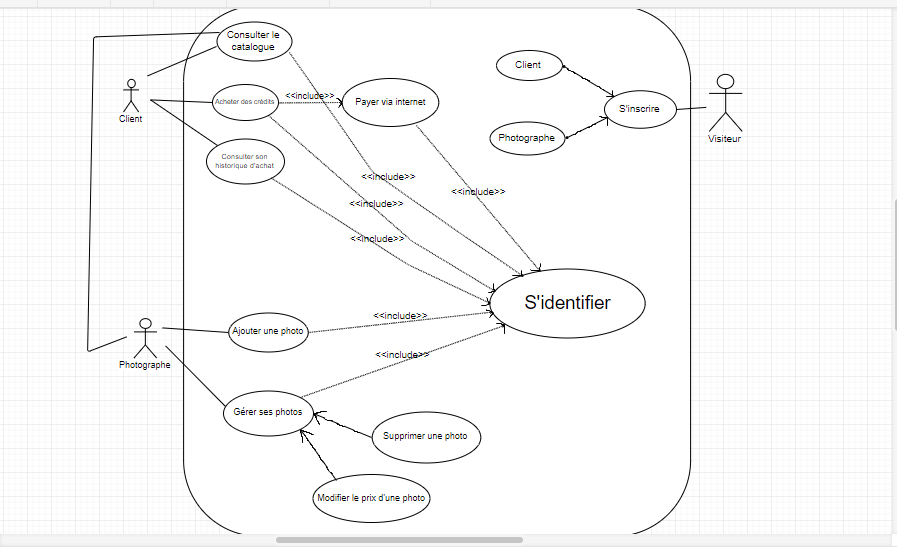 Consulter le
catalogue
Client
S'inscrire
Visiteur
Client
Acheter des crédits
<<include>>
Payer via internet
Photographe
Consulter son
historique d'achat
<<include>>
<<include>>
<<include>>
<<include>>
S'identifier
<<include>>
Ajouter une photo
Photographe
<<include>>
Gérer ses photos
Supprimer une photo
Modifier le prix d'une photo